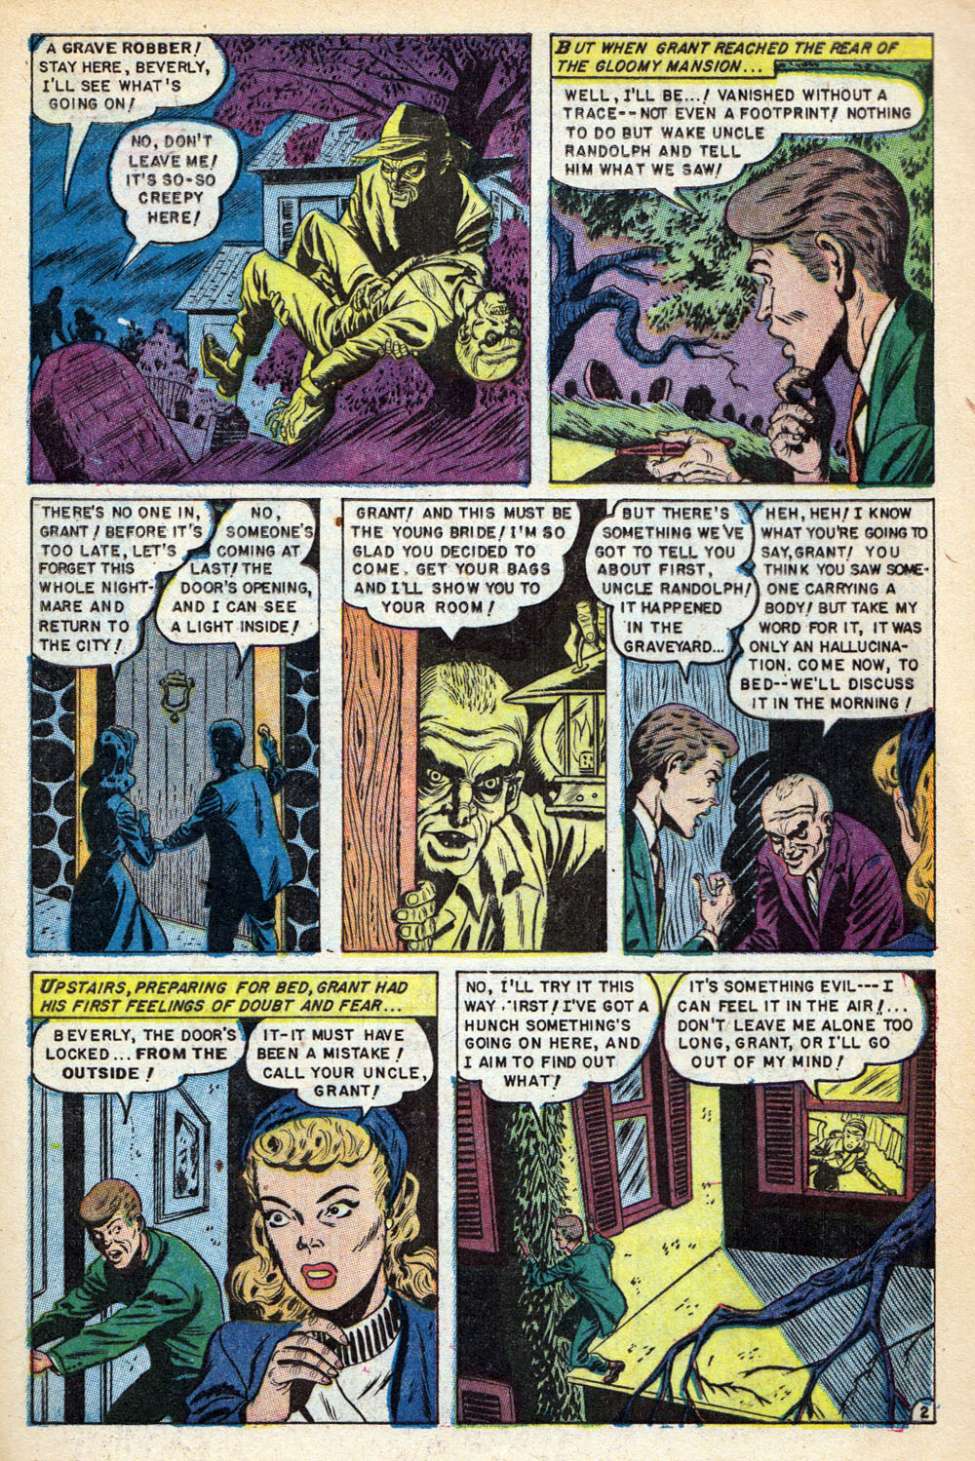 A GRAVE ROBBER!
STAY HERE, BEVERLY,
I'LL SEE WHAT'S
GOING ON!
NO, DON'T
LEAVE ME!
IT'S SO-SO
CREEPY
HERE!
BUT WHEN GRANT REACHED THE REAR OF
THE GLOOMY MANSION...
WELL, I'LL BE...! VANISHED WITHOUT A
TRACE--NOT EVEN A FOOTPRINT! NOTHING
TO DO BUT WAKE UNCLE
RANDOLPH AND TELL
HIM WHAT WE SAW!
THERE'S NO ONE IN,
GRANT! BEFORE IT'S
TOO LATE, LET'S
FORGET THIS
WHOLE NIGHT-
MARE AND
RETURN TO
THE CITY!
NO,
SOMEONE'S
COMING AT
LAST! THE
DOOR'S OPENING,
AND I CAN SEE
A LIGHT INSIDE!
GRANT! AND THIS MUST BE
THE YOUNG BRIDE! I'M SO
GLAD YOU DECIDED TO
COME. GET YOUR BAGS
AND I'LL SHOW YOU TO
YOUR ROOM!
BUT THERE'S
SOMETHING WE'VE
GOT TO TELL YOU
ABOUT FIRST,
UNCLE RANDOLPH!
IT HAPPENED
IN THE
GRAVEYARD...
HEH, HEH! I KNOW
WHAT YOU'RE GOING TO
SAY, GRANT! YOU
THINK YOU SAW SOME-
ONE CARRYING A
BODY! BUT TAKE MY
WORD FOR IT, IT WAS
ONLY AN HALLUCINA-
TION. COME NOW, TO
BED--WE'LL DISCUSS
IT IN THE MORNING!
UPSTAIRS, PREPARING FOR BED, GRANT HAD
HIS FIRST FEELINGS OF DOUBT AND FEAR...
BEVERLY, THE DOOR'S
LOCKED... FROM THE
OUTSIDE!
IT-IT MUST HAVE
BEEN A MISTAKE!
CALL YOUR UNCLE,
GRANT!
NO, I'LL TRY IT THIS
WAY FIRST! I'VE GOT A
HUNCH SOMETHING'S
GOING ON HERE, AND
I AIM TO FIND OUT
WHAT!
IT'S SOMETHING EVIL---I
CAN FEEL IT IN THE AIR!...
DON'T LEAVE ME ALONE TOO
LONG, GRANT, OR I'LL GO
OUT OF MY MIND!
2